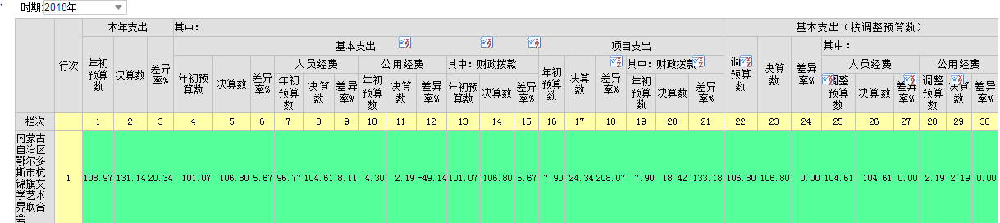 时期:2018年
本年支出 其中: 基本支出（按调整预算数）
基本支出 项目支出 其中:
行次 年初预算数 决算数 差异率% 年初预算数 决算数 差异率% 人员经费 公用经费 其中: 财政拨款 年初预算数 决算数 差异率% 其中: 财政拨款 调整预算数 决算数 差异率% 人员经费 公用经费
年初预算数 决算数 差异率% 年初预算数 决算数 差异率% 年初预算数 决算数 差异率% 年初预算数 决算数 差异率% 调整预算数 决算数 差异率% 调整预算数 决算数 差异率%
栏次 1 2 3 4 5 6 7 8 9 10 11 12 13 14 15 16 17 18 19 20 21 22 23 24 25 26 27 28 29 30
内蒙古
自治区
鄂尔多
斯市杭
锦旗文
学艺术
界联合
会
1 108.97 131.14 20.34 101.07 106.80 5.67 96.77 104.61 8.11 4.30 2.19 -49.14 101.07 106.80 5.67 7.90 24.34 208.07 7.90 18.42 133.18 106.80 106.80 0.00 104.61 104.61 0.00 2.19 2.19 0.00